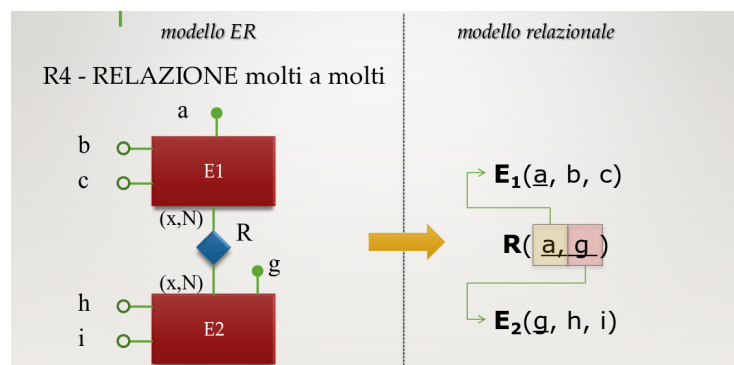 modello ER
R4 - RELAZIONE molti a molti
a
b
E1
c
(x,N)
R
(x,N)
g
h
E2
i
modello relazionale
E₁(a, b, c)
R( a, g )
E₂(g, h, i)